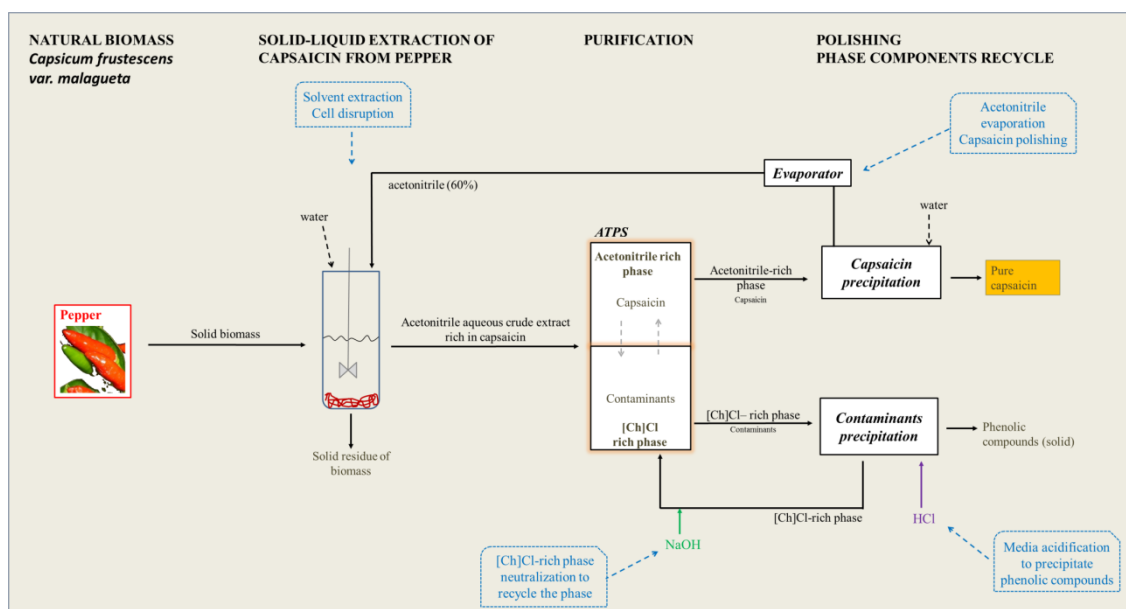 NATURAL BIOMASS
Capsicum frustescens
var. malagueta
SOLID-LIQUID EXTRACTION OF
CAPSAICIN FROM PEPPER
PURIFICATION
POLISHING
PHASE COMPONENTS RECYCLE
Solvent extraction
Cell disruption
Acetonitrile
evaporation
Capsaicin polishing
Evaporator
acetonitrile (60%)
water
water
ATPS
Acetonitrile rich
phase
Capsaicin
Acetonitrile-rich
phase
Capsaicin
Capsaicin
precipitation
Pure
capsaicin
Pepper
Solid biomass
Acetonitrile aqueous crude extract
rich in capsaicin
Contaminants
[Ch]Cl
rich phase
[Ch]Cl– rich phase
Contaminants
Contaminants
precipitation
Phenolic
compounds (solid)
Solid residue of
biomass
[Ch]Cl-rich phase
HCl
NaOH
[Ch]Cl-rich phase
neutralization to
recycle the phase
Media acidification
to precipitate
phenolic compounds